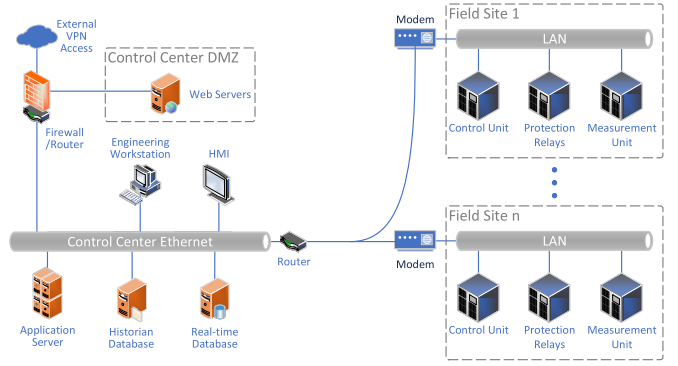 External
VPN
Access
Control Center DMZ
Web Servers
Firewall
/Router
Engineering
Workstation
HMI
Control Center Ethernet
Router
Application
Server
Historian
Database
Real-time
Database
Modem
Field Site 1
LAN
Control Unit
Protection
Relays
Measurement
Unit
Modem
Field Site n
LAN
Control Unit
Protection
Relays
Measurement
Unit